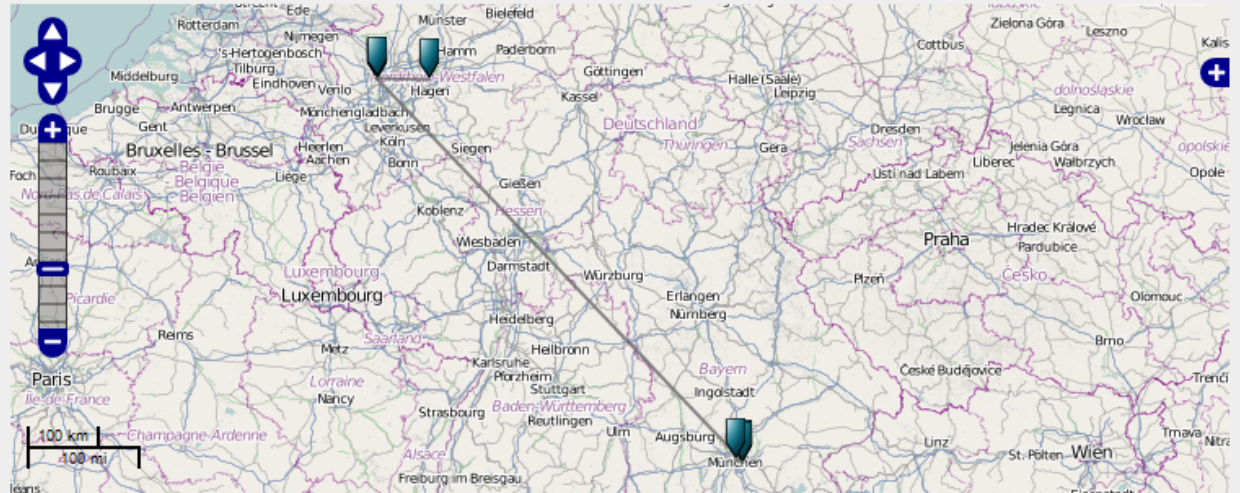 Ede
Bielefeld
Rotterdam
Münster
Zielona Góra
Leszno
Nijmegen
Cottbus
Kalis
's-Hertogenbosch
Hamm
Paderborn
Tilburg
Göttingen
Halle (Saale)
Middelburg
Eindhoven
Venlo
Nordrhein-Westfalen
Hagen
Kassel
Leipzig
dolnośląskie
Brugge
Antwerpen
Mönchengladbach
Legnica
Wrocław
Gent
Leverkusen
Deutschland
Dresden
Bruxelles - Brussel
Heerlen
Köln
Siegen
Thüringen
Gera
Sachsen
Jelenia Góra
opolskie
Aachen
Bonn
Liberec
Wałbrzych
Foch
Roubaix
België
- Belgique
- Belgien
Liège
Ústí nad Labem
Opole
Nord-Pas de Calais
Gießen
Koblenz
Hessen
Hradec Králové
Wiesbaden
Praha
Pardubice
Luxembourg
Darmstadt
Würzburg
Plzeň
Česko
Picardie
Luxembourg
Erlangen
Nürnberg
Olomouc
Reims
Saarland
Heidelberg
Metz
Heilbronn
Brno
Karlsruhe
Pforzheim
Bayern
České Budějovice
Paris
Île-de-France
Lorraine
Nancy
Stuttgart
Ingolstadt
Trenčí
Strasbourg
Baden-Württemberg
Reutlingen
100 km
100 mi
Champagne Ardenne
Ulm
Augsburg
Linz
Trnava
Nitra
Alsace
München
St. Pölten
Wien
Freiburg im Breisgau